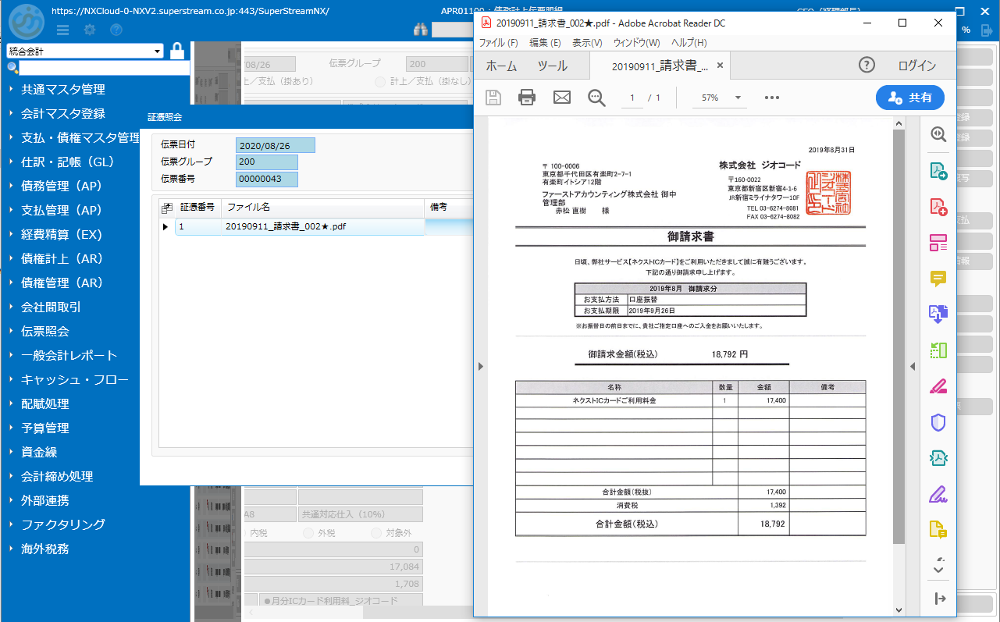 https://NXCloud-0-NXV2.superstream.co.jp:443/SuperStreamNX/
統合会計
共通マスタ管理
会計マスタ登録
支払・債権マスタ管理
仕訳・記帳（GL）
債務管理（AP）
支払管理（AP）
経費精算（EX）
債権計上（AR）
債権管理（AR）
会社間取引
伝票照会
一般会計レポート
キャッシュ・フロー
配賦処理
予算管理
資金繰
会計締め処理
外部連携
ファクタリング
海外税務
伝票グループ 200
計上／支払（掛なし）
証憑照会
伝票日付 2020/08/26
伝票グループ 200
伝票番号 00000043
証憑番号 ファイル名 備考
1 20190911_請求書_002★.pdf
共通対応仕入（10%）
内税 外税 対象外
0
17,084
1,708
●月分ICカード利用料_ジオコード
20190911_請求書_002★.pdf - Adobe Acrobat Reader DC
ファイル(F) 編集(E) 表示(V) ウィンドウ(W) ヘルプ(H)
ホーム ツール 20190911_請求書_... × ログイン
1 / 1 57% 共有
2019年8月31日
〒 100-0006
東京都千代田区有楽町2-7-1
有楽町イトシア12階
ファーストアカウンティング株式会社 御中
管理部
赤松 直樹 様
株式会社 ジオコード
〒160-0022
東京都新宿区新宿4-1-6
JR新宿ミライナタワー10F
TEL 03-6274-8081
FAX 03-6274-8082
御請求書
日頃、弊社サービス【ネクストICカード】をご利用いただきまして誠に有難うございます。
下記の通り御請求申し上げます。
2019年8月 御請求分
お支払方法 口座振替
お支払期限 2019年9月26日
※お振替日の前日までに、貴社ご指定口座へのご入金をお願いいたします。
御請求金額(税込) 18,792 円
名称 数量 金額 備考
ネクストICカードご利用料金 1 17,400
合計金額(税抜) 17,400
消費税 1,392
合計金額(税込) 18,792
%